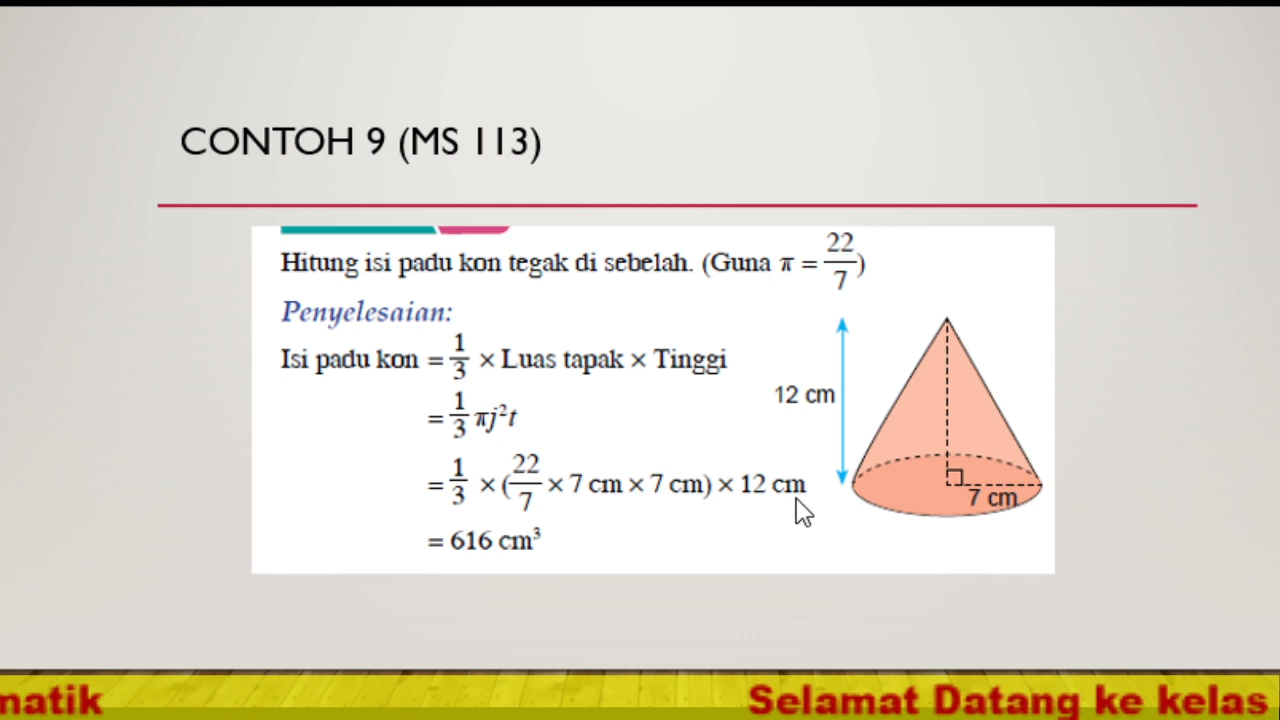 CONTOH 9 (MS 113)
Hitung isi padu kon tegak di sebelah. (Guna π = 22/7)
Penyelesaian:
Isi padu kon = 1/3 × Luas tapak × Tinggi
= 1/3 πj²t
= 1/3 × (22/7 × 7 cm × 7 cm) × 12 cm
= 616 cm³
12 cm
7 cm
matik
Selamat Datang ke kelas